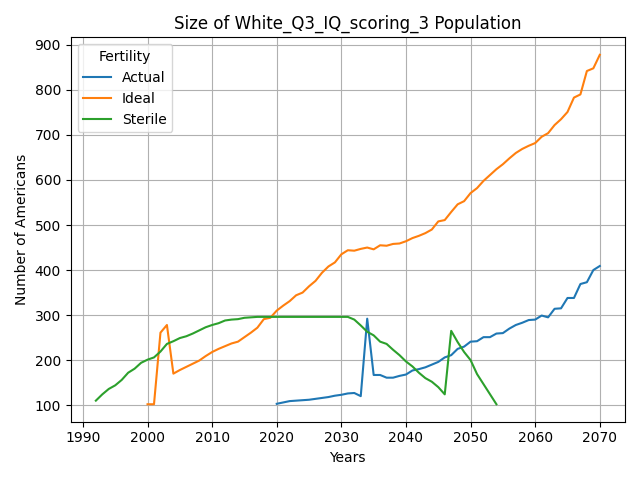 Size of White_Q3_IQ_scoring_3 Population
Fertility
Actual
Ideal
Sterile
Number of Americans
900
800
700
600
500
400
300
200
100
1990 2000 2010 2020 2030 2040 2050 2060 2070
Years